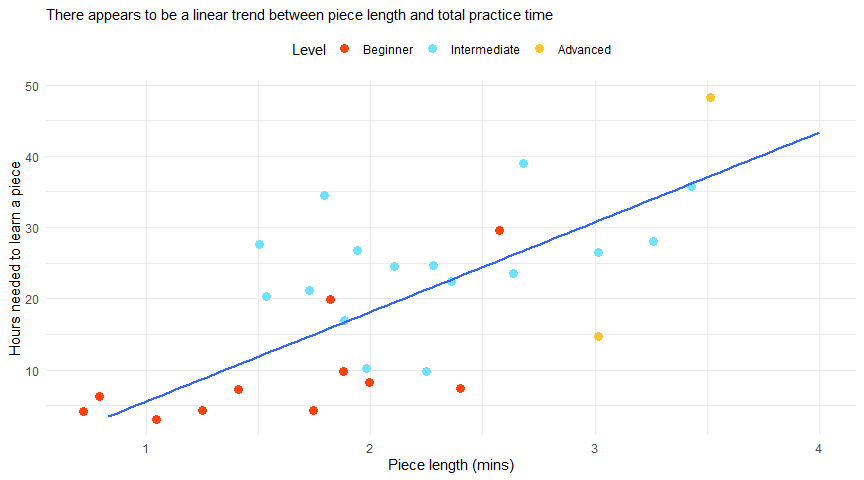 There appears to be a linear trend between piece length and total practice time
Level Beginner Intermediate Advanced
50
40
30
20
10
Hours needed to learn a piece
1 2 3 4
Piece length (mins)